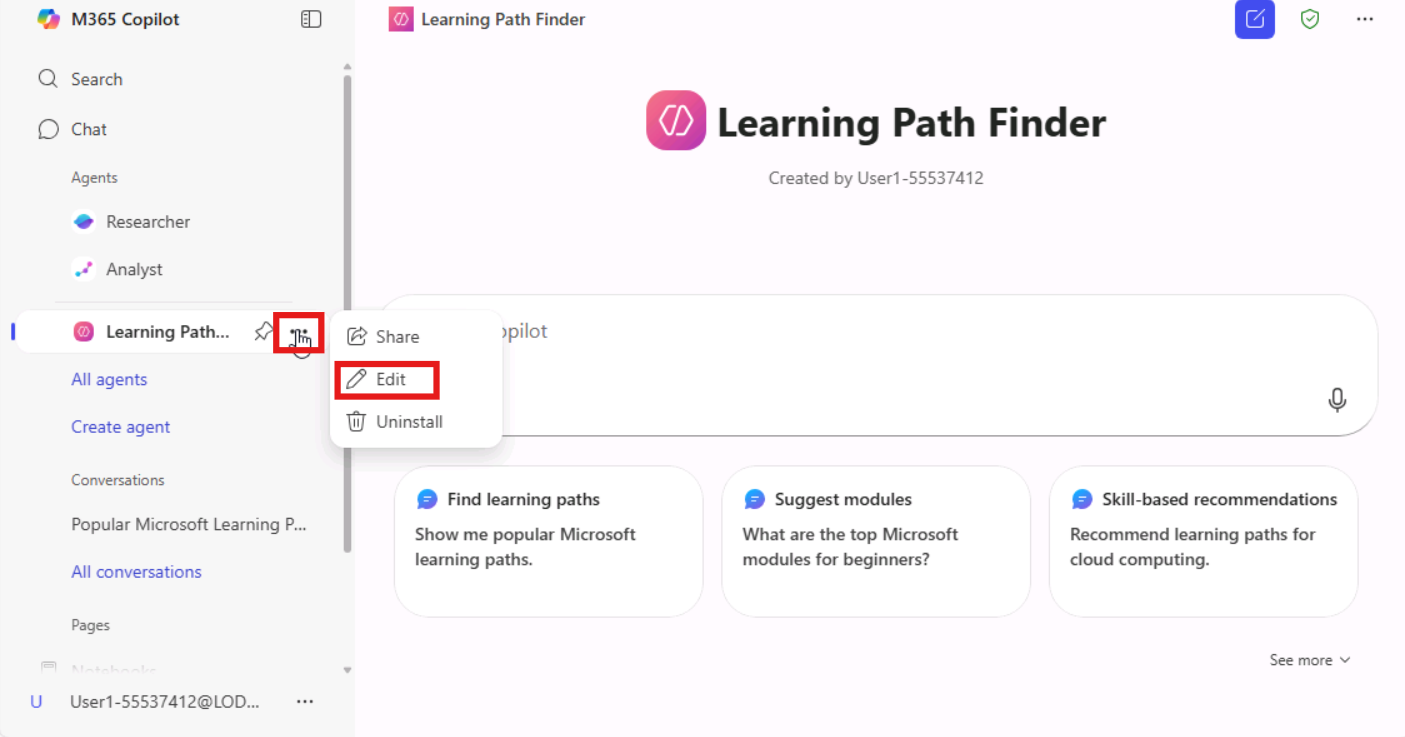 M365 Copilot
Search
Chat
Agents
Researcher
Analyst
Learning Path...
All agents
Create agent
Conversations
Popular Microsoft Learning P...
All conversations
Pages
Notebooks
U User1-55537412@LOD...
Share
Edit
Uninstall
Learning Path Finder
Learning Path Finder
Created by User1-55537412
Find learning paths
Show me popular Microsoft
learning paths.
Suggest modules
What are the top Microsoft
modules for beginners?
Skill-based recommendations
Recommend learning paths for
cloud computing.
See more